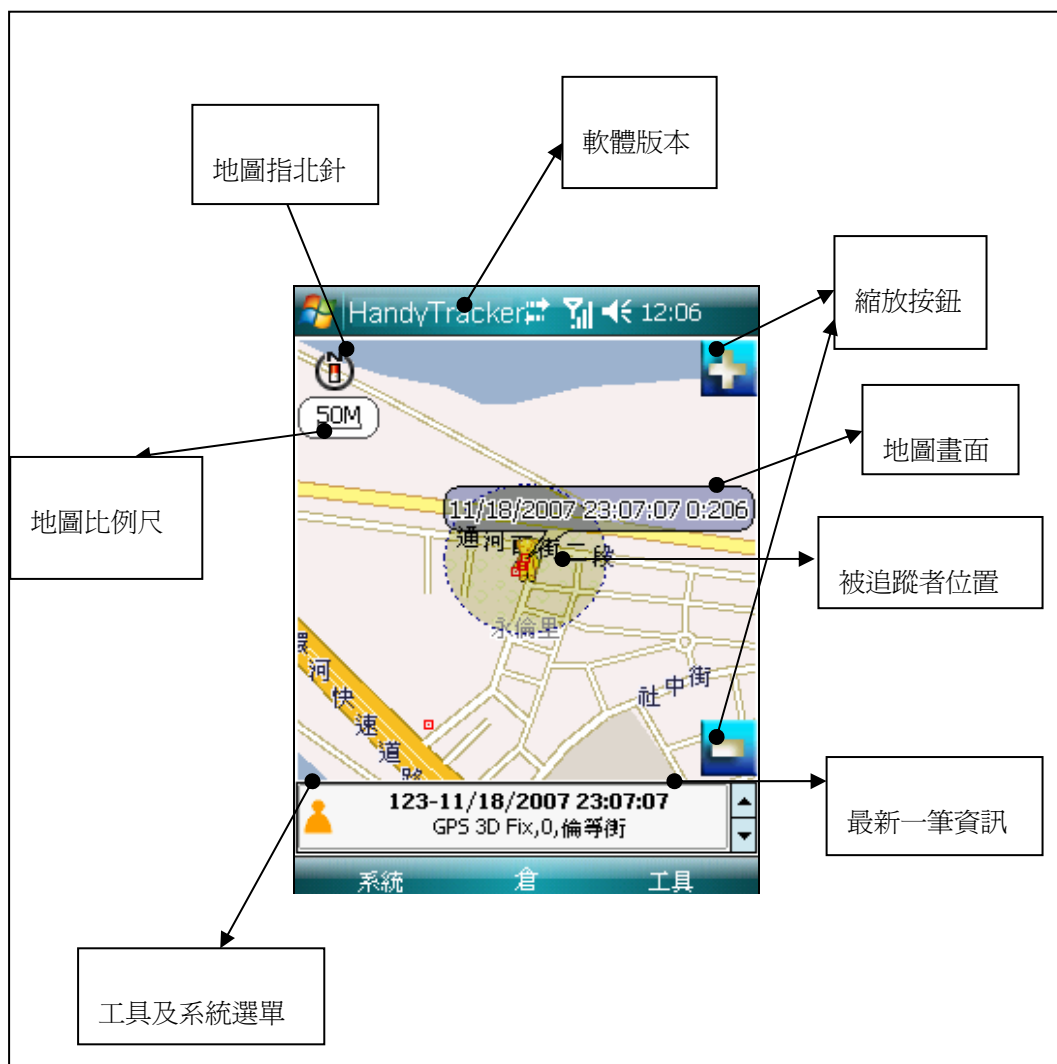 軟體版本
地圖指北針
縮放按鈕
HandyTracker 12:06
N
50M
地圖畫面
地圖比例尺
11/18/2007 23:07:07 0:206
通河西街一段
被追蹤者位置
永倫里
社中街
環河快速道路
123-11/18/2007 23:07:07
GPS 3D Fix,0,倫等街
最新一筆資訊
系統 倉 工具
工具及系統選單